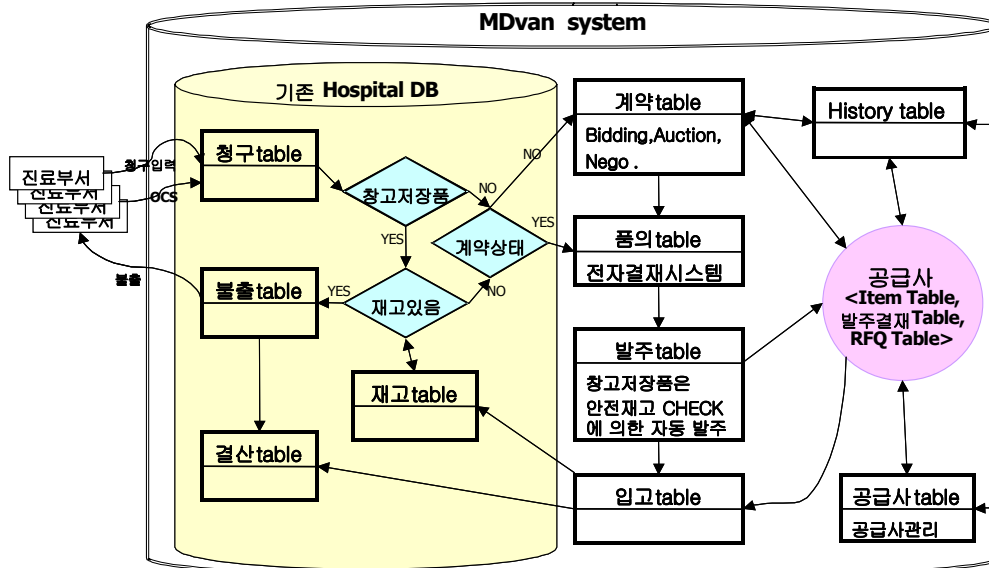 MDvan system
기존 Hospital DB
청구table
청구입력
OCS
진료부서
진료부서
진료부서
진료부서
불출
창고저장품
NO
NO
YES
계약상태
YES
불출table
YES
재고있음
NO
재고table
결산table
계약table
Bidding,Auction,
Nego .
품의table
전자결재시스템
발주table
창고저장품은
안전재고 CHECK
에 의한 자동 발주
입고table
History table
공급사
<Item Table,
발주결재Table,
RFQ Table>
공급사table
공급사관리